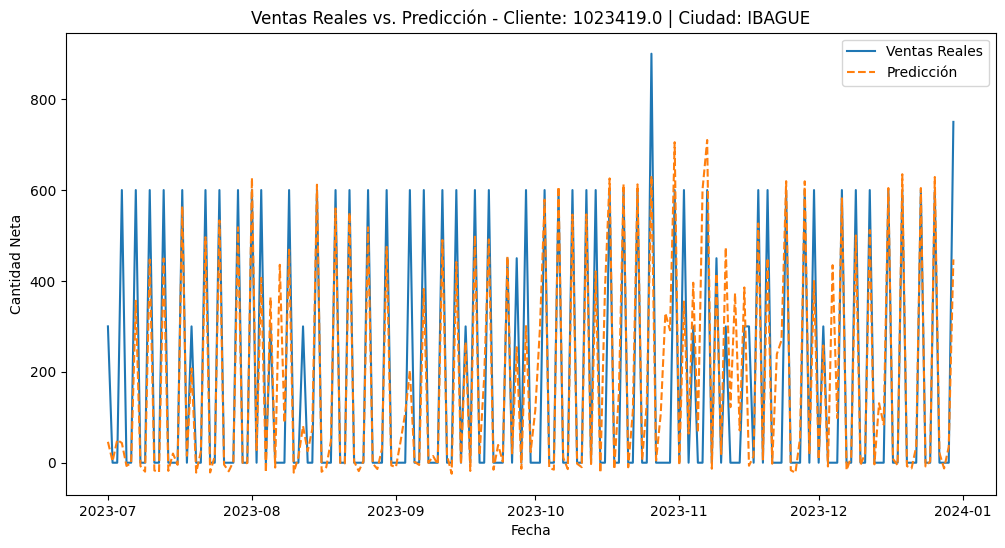 Ventas Reales vs. Predicción - Cliente: 1023419.0 | Ciudad: IBAGUE
Ventas Reales
Predicción
Cantidad Neta
800
600
400
200
0
2023-07
2023-08
2023-09
2023-10
2023-11
2023-12
2024-01
Fecha